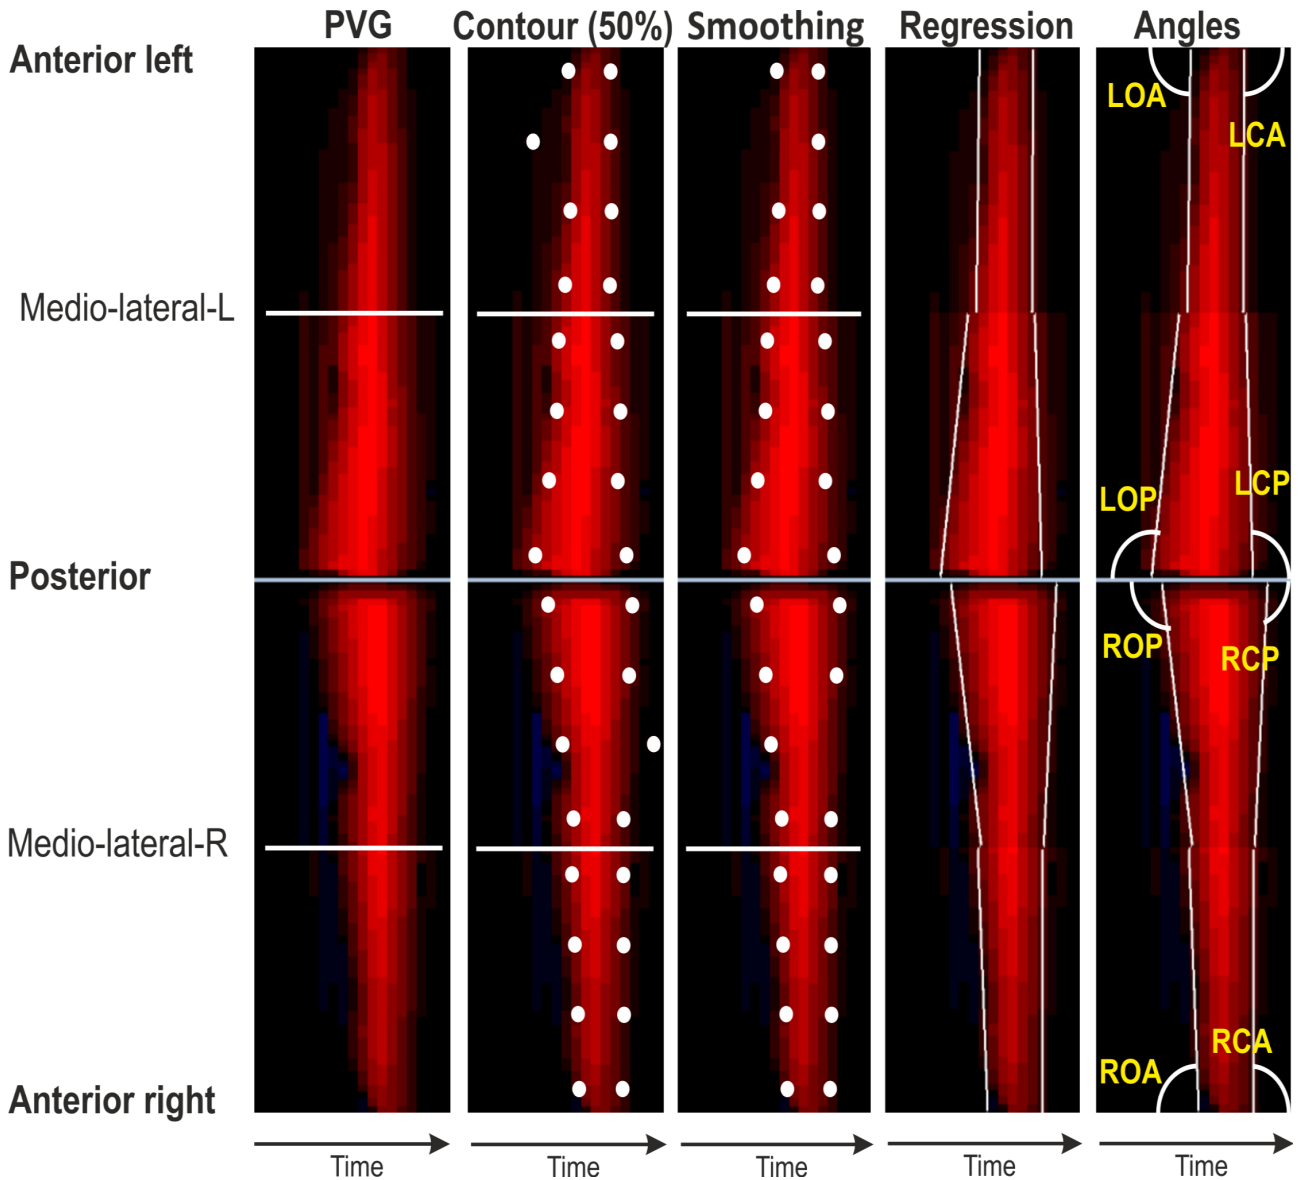 PVG Contour (50%) Smoothing Regression Angles
Anterior left
LOA
LCA
Medio-lateral-L
LOP LCP
Posterior
ROP RCP
Medio-lateral-R
RCA
ROA
Anterior right
Time Time Time Time Time